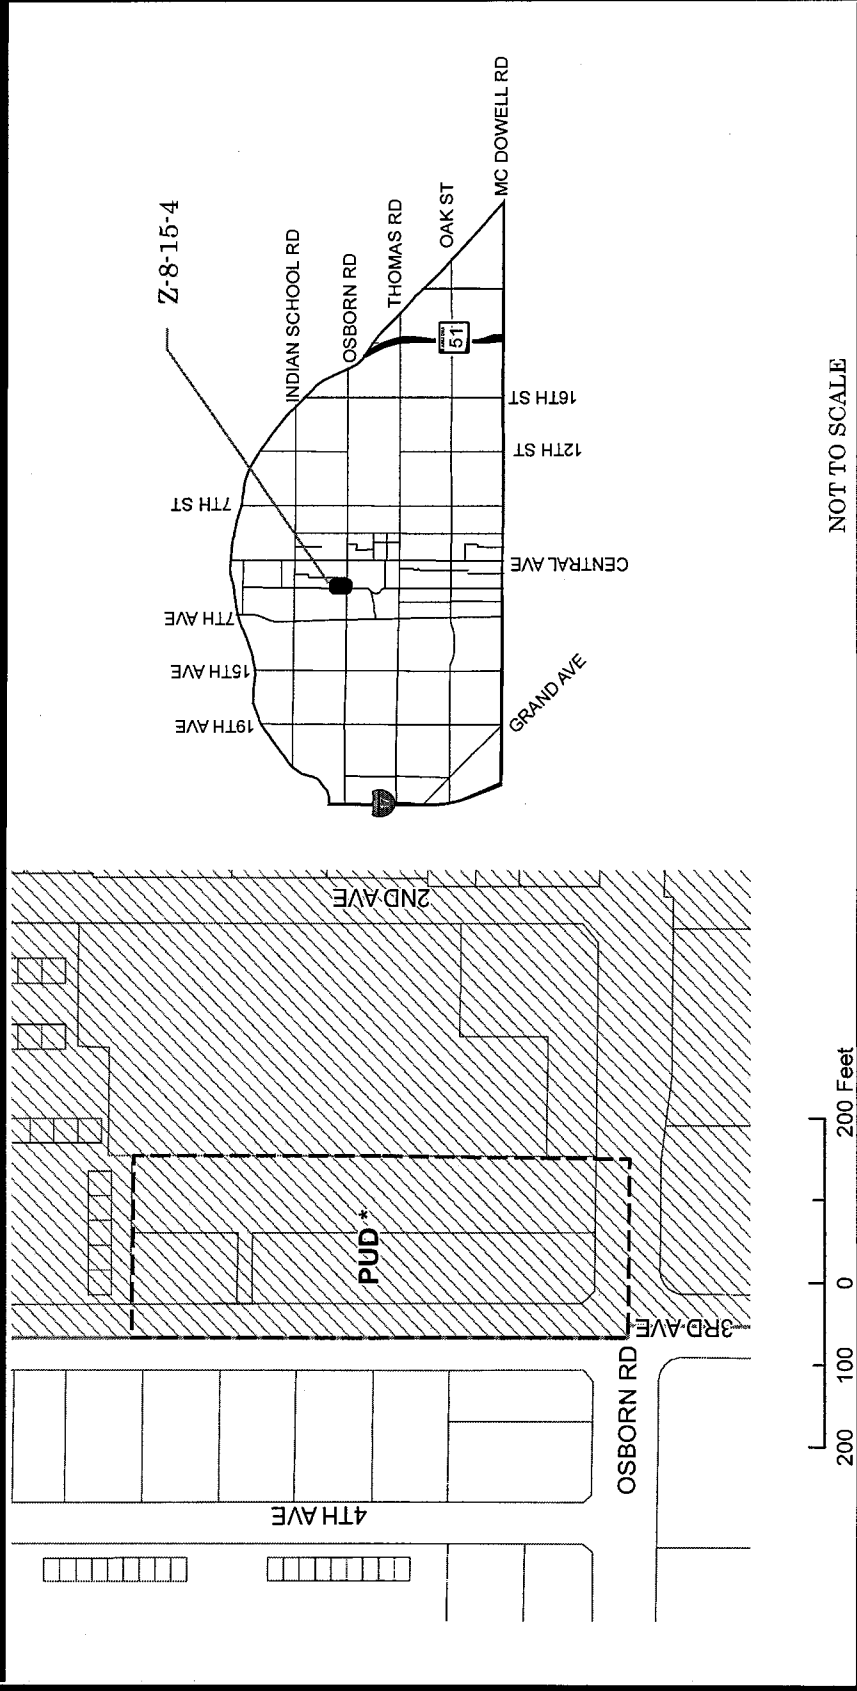 Z-8-15-4
INDIAN SCHOOL RD
OSBORN RD
THOMAS RD
OAK ST
MC DOWELL RD
51
16TH ST
12TH ST
7TH ST
CENTRAL AVE
7TH AVE
15TH AVE
19TH AVE
GRAND AVE
17
NOT TO SCALE
2ND AVE
PUD *
3RD AVE
OSBORN RD
4TH AVE
200 100 0 200 Feet